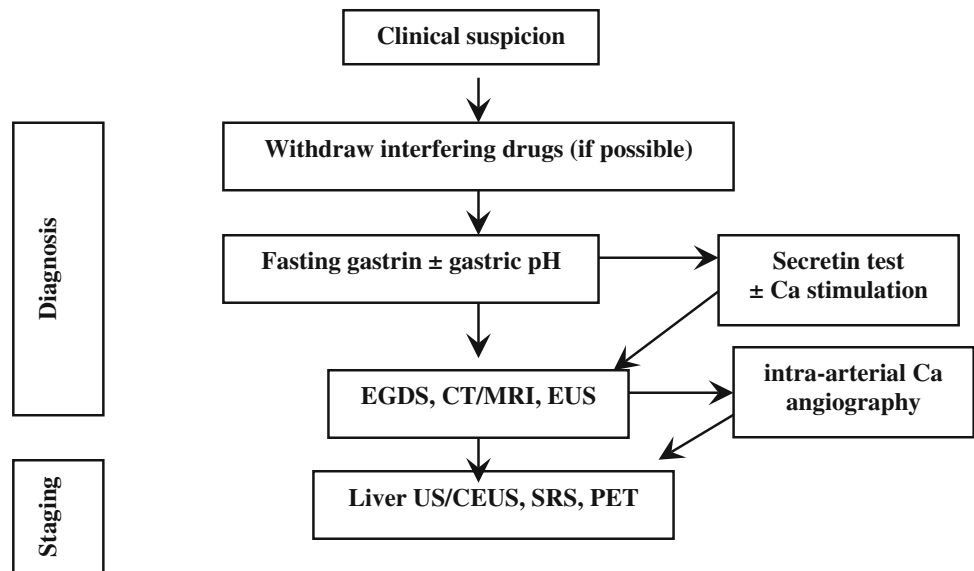 Clinical suspicion
Withdraw interfering drugs (if possible)
Diagnosis
Fasting gastrin ± gastric pH
Secretin test
± Ca stimulation
EGDS, CT/MRI, EUS
intra-arterial Ca
angiography
Staging
Liver US/CEUS, SRS, PET